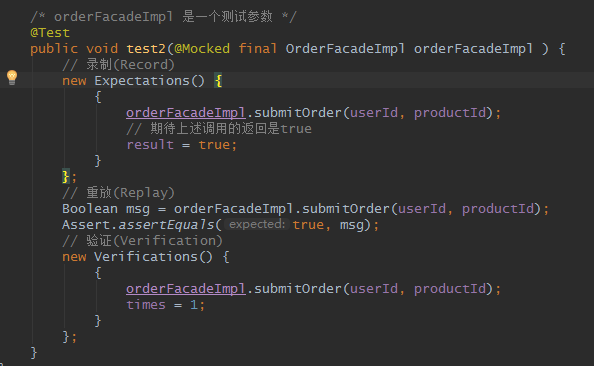 /* orderFacadeImpl 是一个测试参数 */
@Test
public void test2(@Mocked final OrderFacadeImpl orderFacadeImpl ) {
// 录制(Record)
new Expectations() {
{
orderFacadeImpl.submitOrder(userId, productId);
// 期待上述调用的返回是true
result = true;
}
};
// 重放(Replay)
Boolean msg = orderFacadeImpl.submitOrder(userId, productId);
Assert.assertEquals( expected: true, msg);
// 验证(Verification)
new Verifications() {
{
orderFacadeImpl.submitOrder(userId, productId);
times = 1;
}
};
}